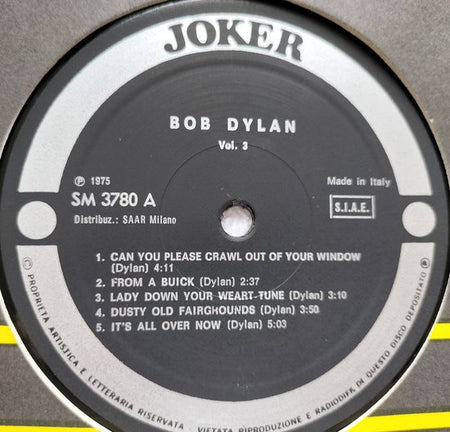 JOKER
BOB DYLAN
Vol. 3
℗ 1975
SM 3780 A
Distribuz.: SAAR Milano
Made in Italy
S.I.A.E.
1. CAN YOU PLEASE CRAWL OUT OF YOUR WINDOW
(Dylan) 4:11
2. FROM A BUICK (Dylan) 2:37
3. LADY DOWN YOUR WEART TUNE (Dylan) 3:10
4. DUSTY OLD FAIRGHOUNDS (Dylan) 3:50
5. IT'S ALL OVER NOW (Dylan) 5:03
© PROPRIETA ARTISTICA E LETTERARIA RISERVATA - VIETATA RIPRODUZIONE E RADIODIFK DI QUESTO DISCO DEPOSITATO ℗